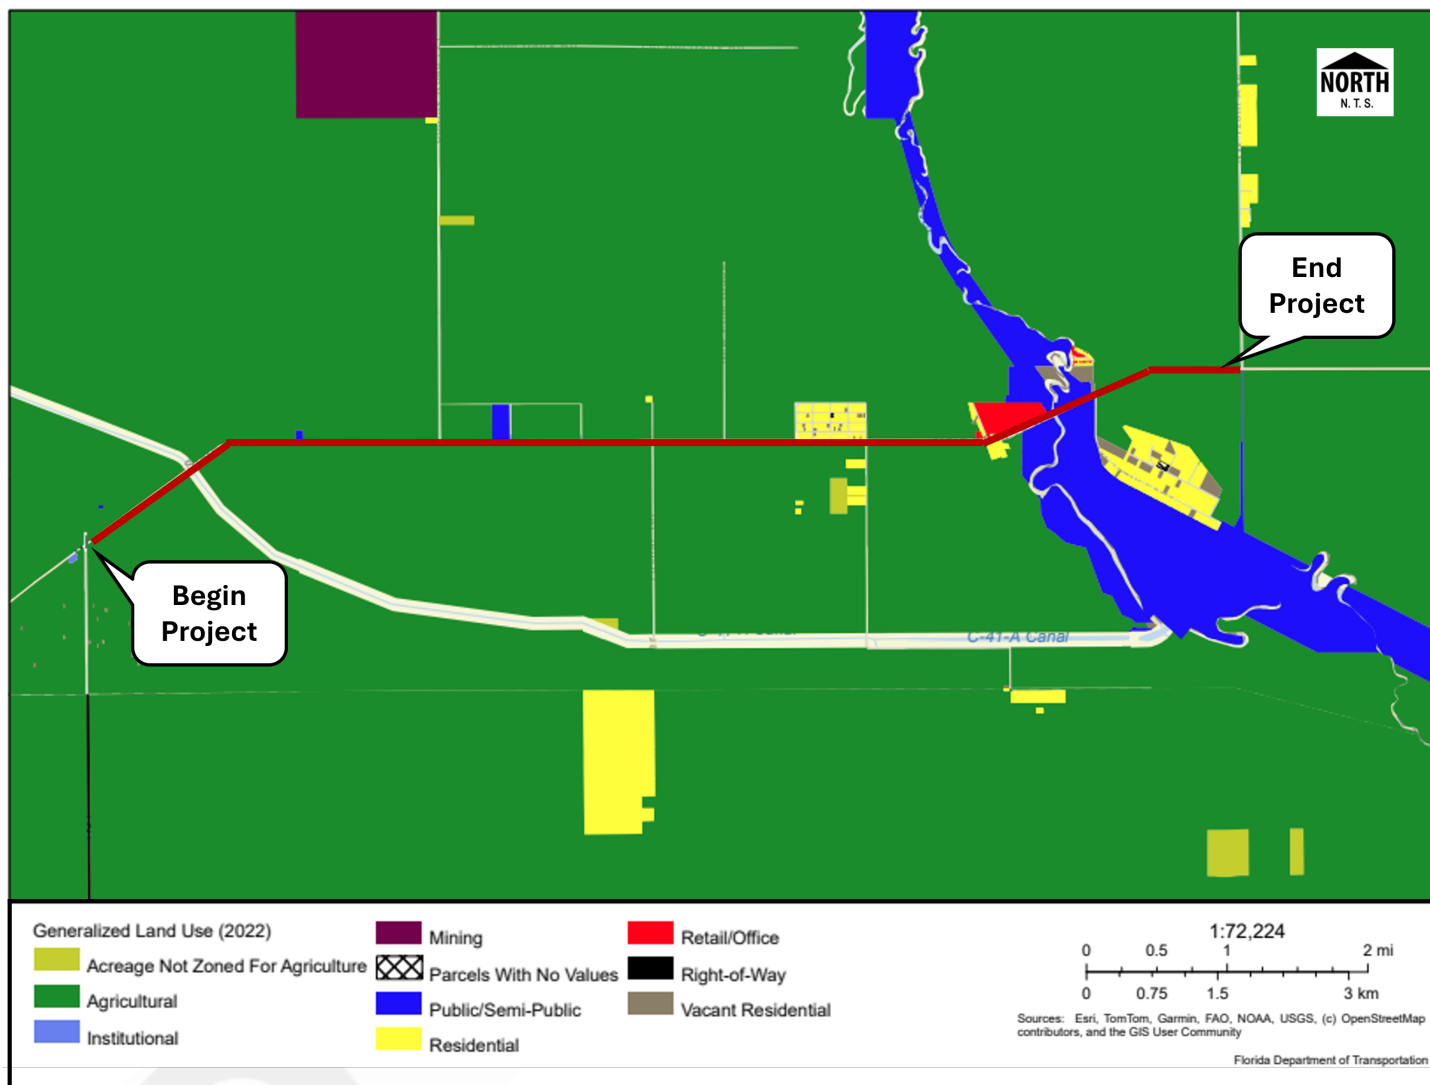 NORTH
N. T. S.
End
Project
Begin
Project
C-41-A Canal
Generalized Land Use (2022)
Acreage Not Zoned For Agriculture
Agricultural
Institutional
Mining
Parcels With No Values
Public/Semi-Public
Residential
Retail/Office
Right-of-Way
Vacant Residential
1:72,224
0 0.5 1 2 mi
0 0.75 1.5 3 km
Sources: Esri, TomTom, Garmin, FAO, NOAA, USGS, (c) OpenStreetMap
contributors, and the GIS User Community
Florida Department of Transportation